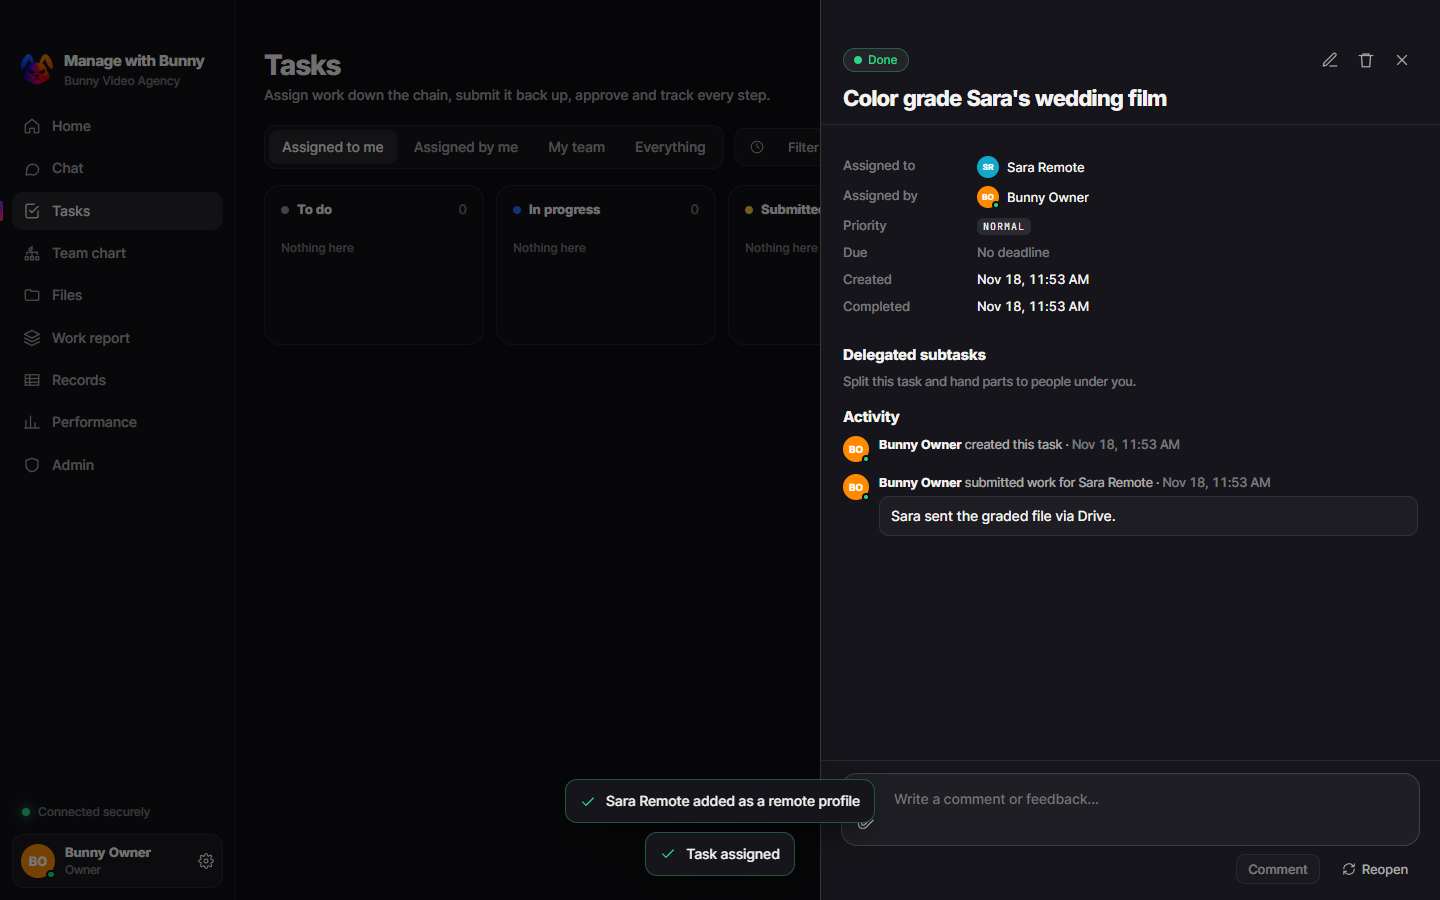 Manage with Bunny
Bunny Video Agency
Home
Chat
Tasks
Team chart
Files
Work report
Records
Performance
Admin
Connected securely
BO
Bunny Owner
Owner
Tasks
Assign work down the chain, submit it back up, approve and track every step.
Assigned to me
Assigned by me
My team
Everything
Filter
To do 0
Nothing here
In progress 0
Nothing here
Submitte
Nothing here
Done
Color grade Sara's wedding film
Assigned to SR Sara Remote
Assigned by BO Bunny Owner
Priority NORMAL
Due No deadline
Created Nov 18, 11:53 AM
Completed Nov 18, 11:53 AM
Delegated subtasks
Split this task and hand parts to people under you.
Activity
BO Bunny Owner created this task · Nov 18, 11:53 AM
BO Bunny Owner submitted work for Sara Remote · Nov 18, 11:53 AM
Sara sent the graded file via Drive.
Write a comment or feedback...
Comment
Reopen
Sara Remote added as a remote profile
Task assigned